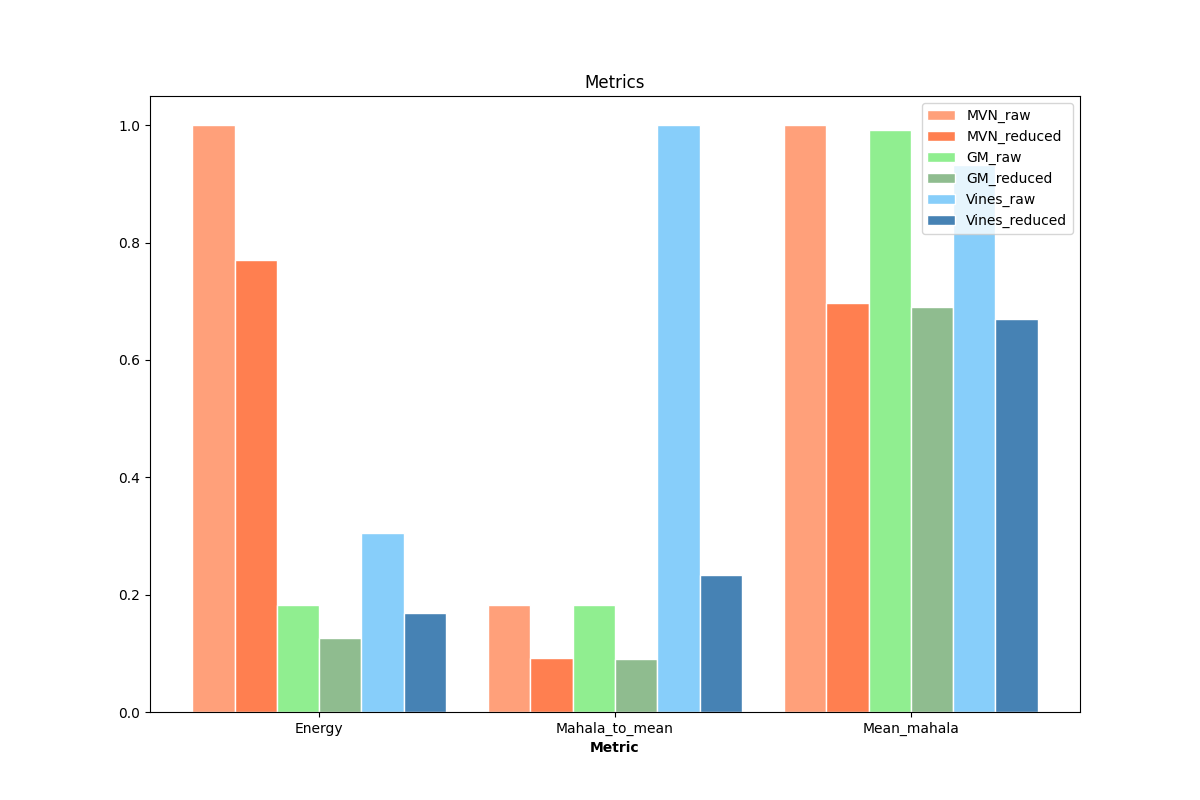 Metrics
1.0
0.8
0.6
0.4
0.2
0.0
MVN_raw
MVN_reduced
GM_raw
GM_reduced
Vines_raw
Vines_reduced
Energy
Mahala_to_mean
Mean_mahala
Metric